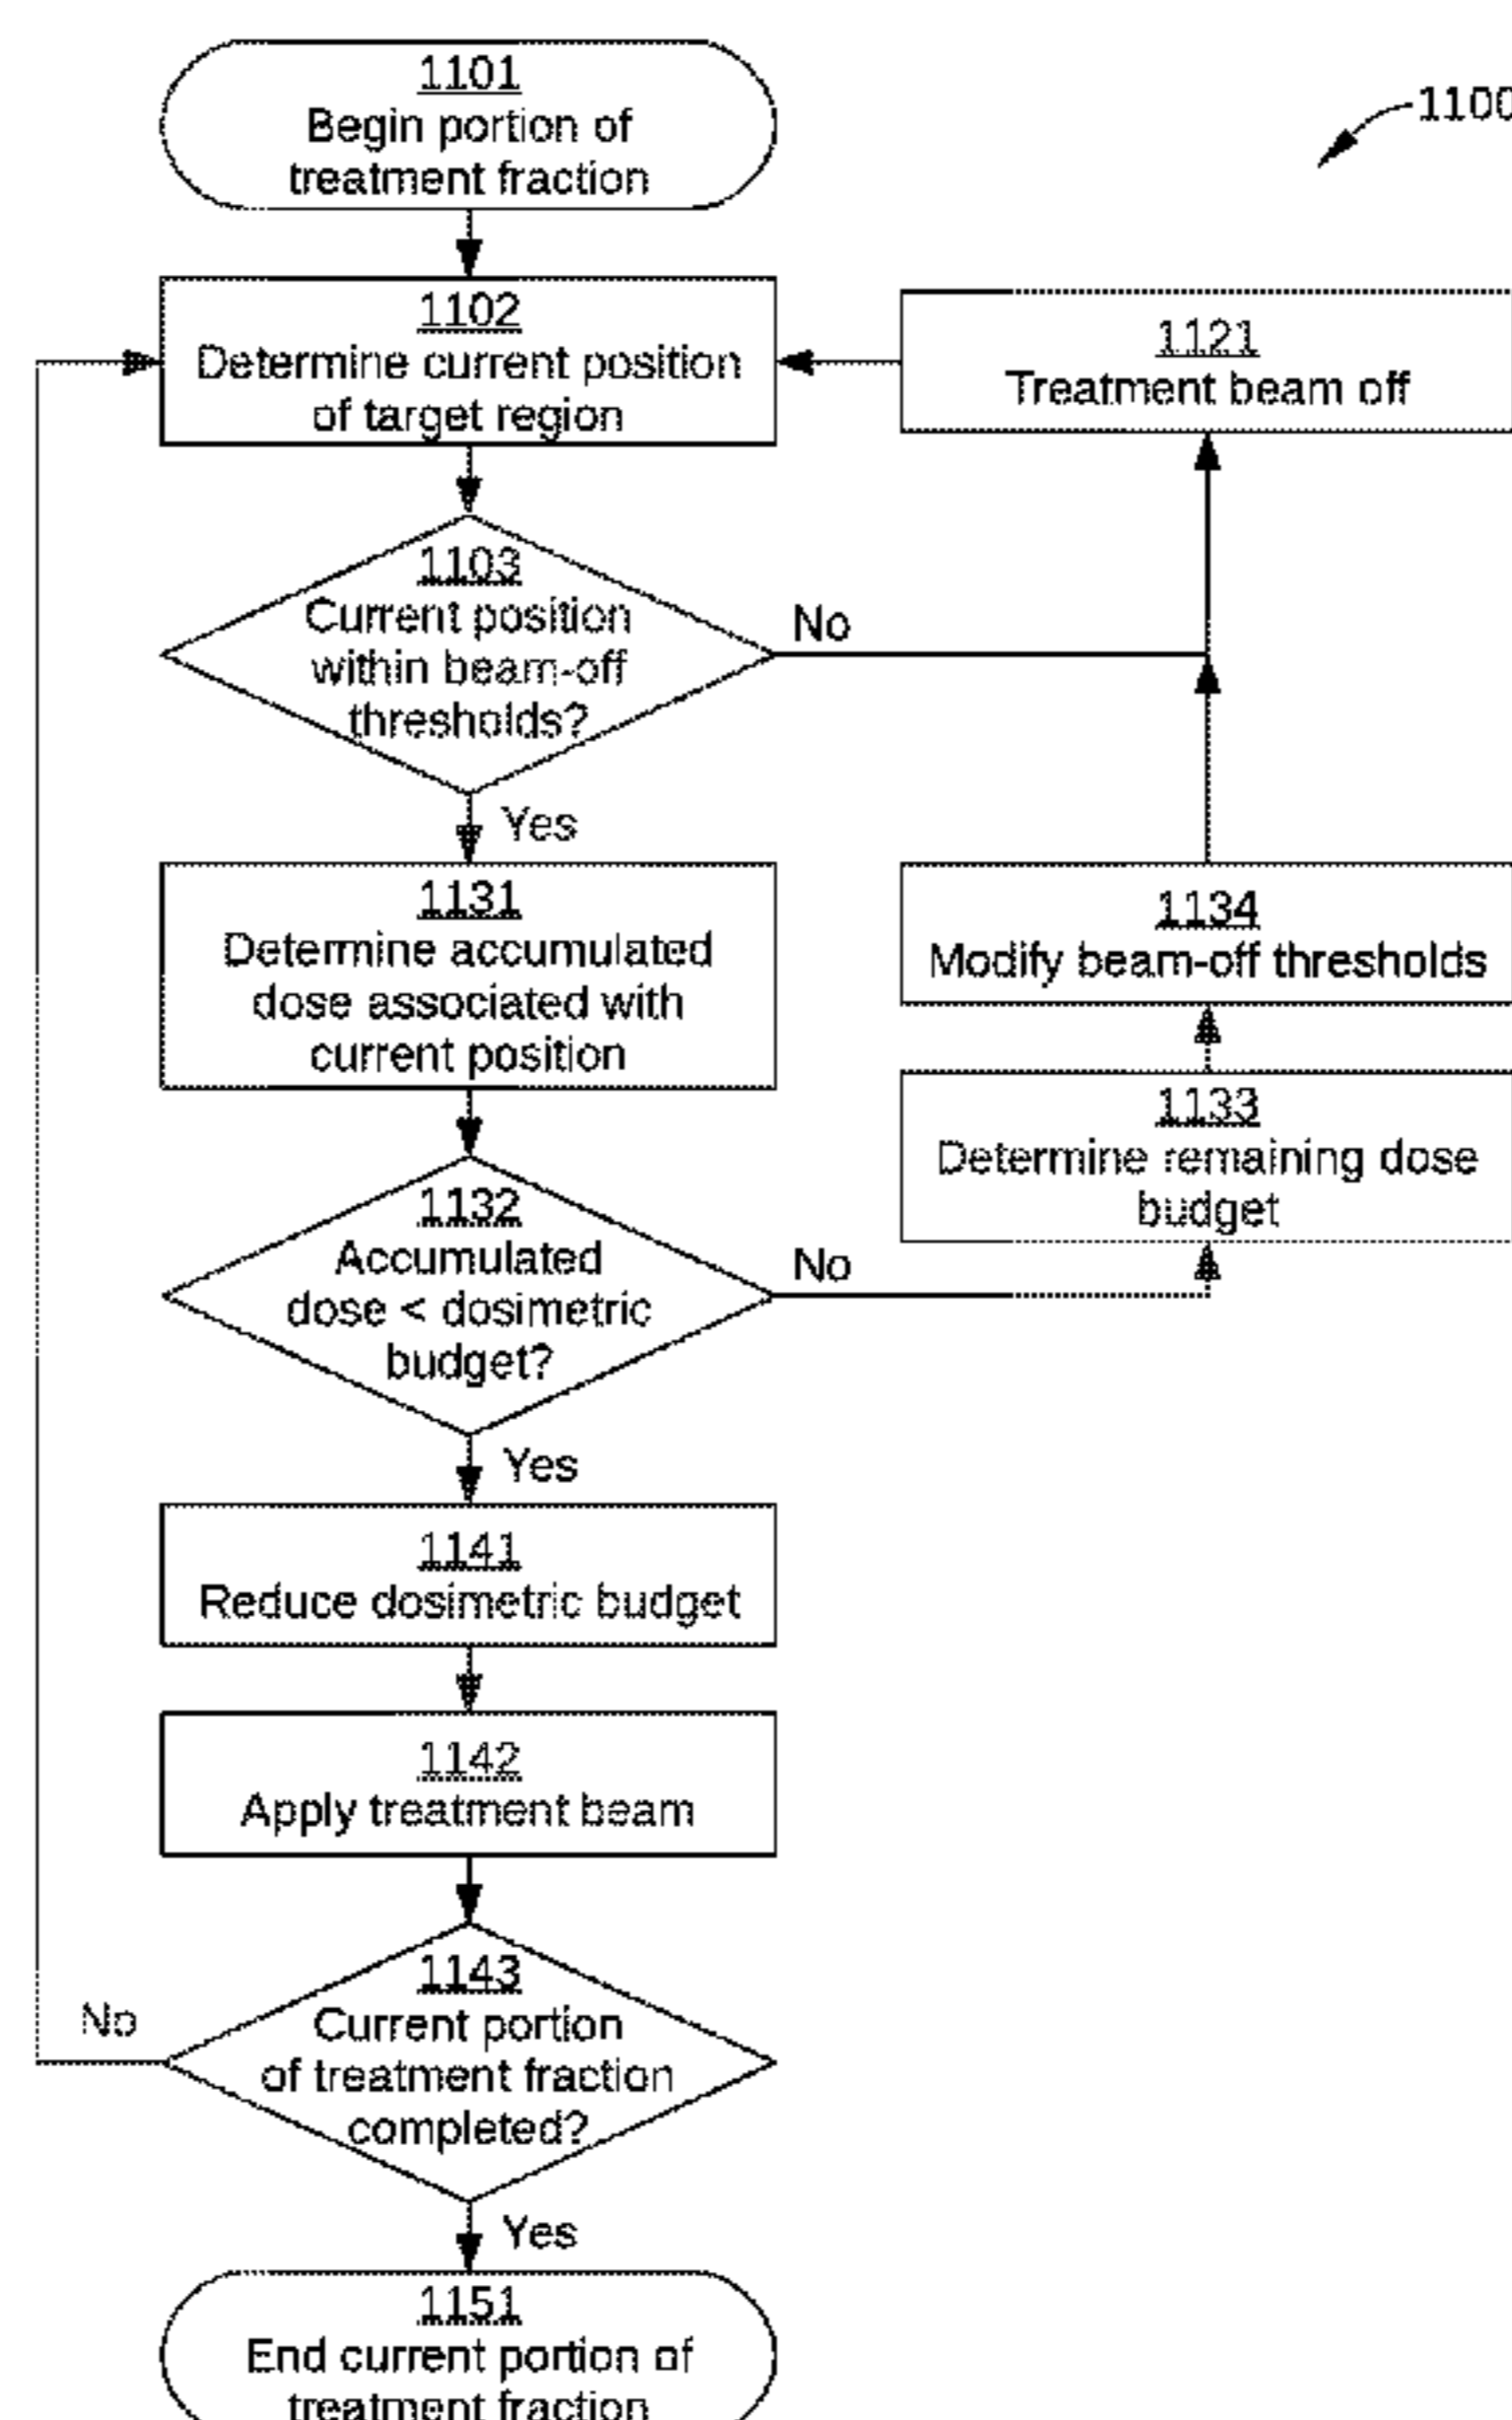 1101
Begin portion of
treatment fraction
1100
1102
Determine current position
of target region
1121
Treatment beam off
1103
Current position
within beam-off
thresholds?
No
Yes
1131
Determine accumulated
dose associated with
current position
1134
Modify beam-off thresholds
1133
Determine remaining dose
budget
1132
Accumulated
dose < dosimetric
budget?
No
Yes
1141
Reduce dosimetric budget
1142
Apply treatment beam
1143
Current portion
of treatment fraction
completed?
No
Yes
1151
End current portion of
treatment fraction